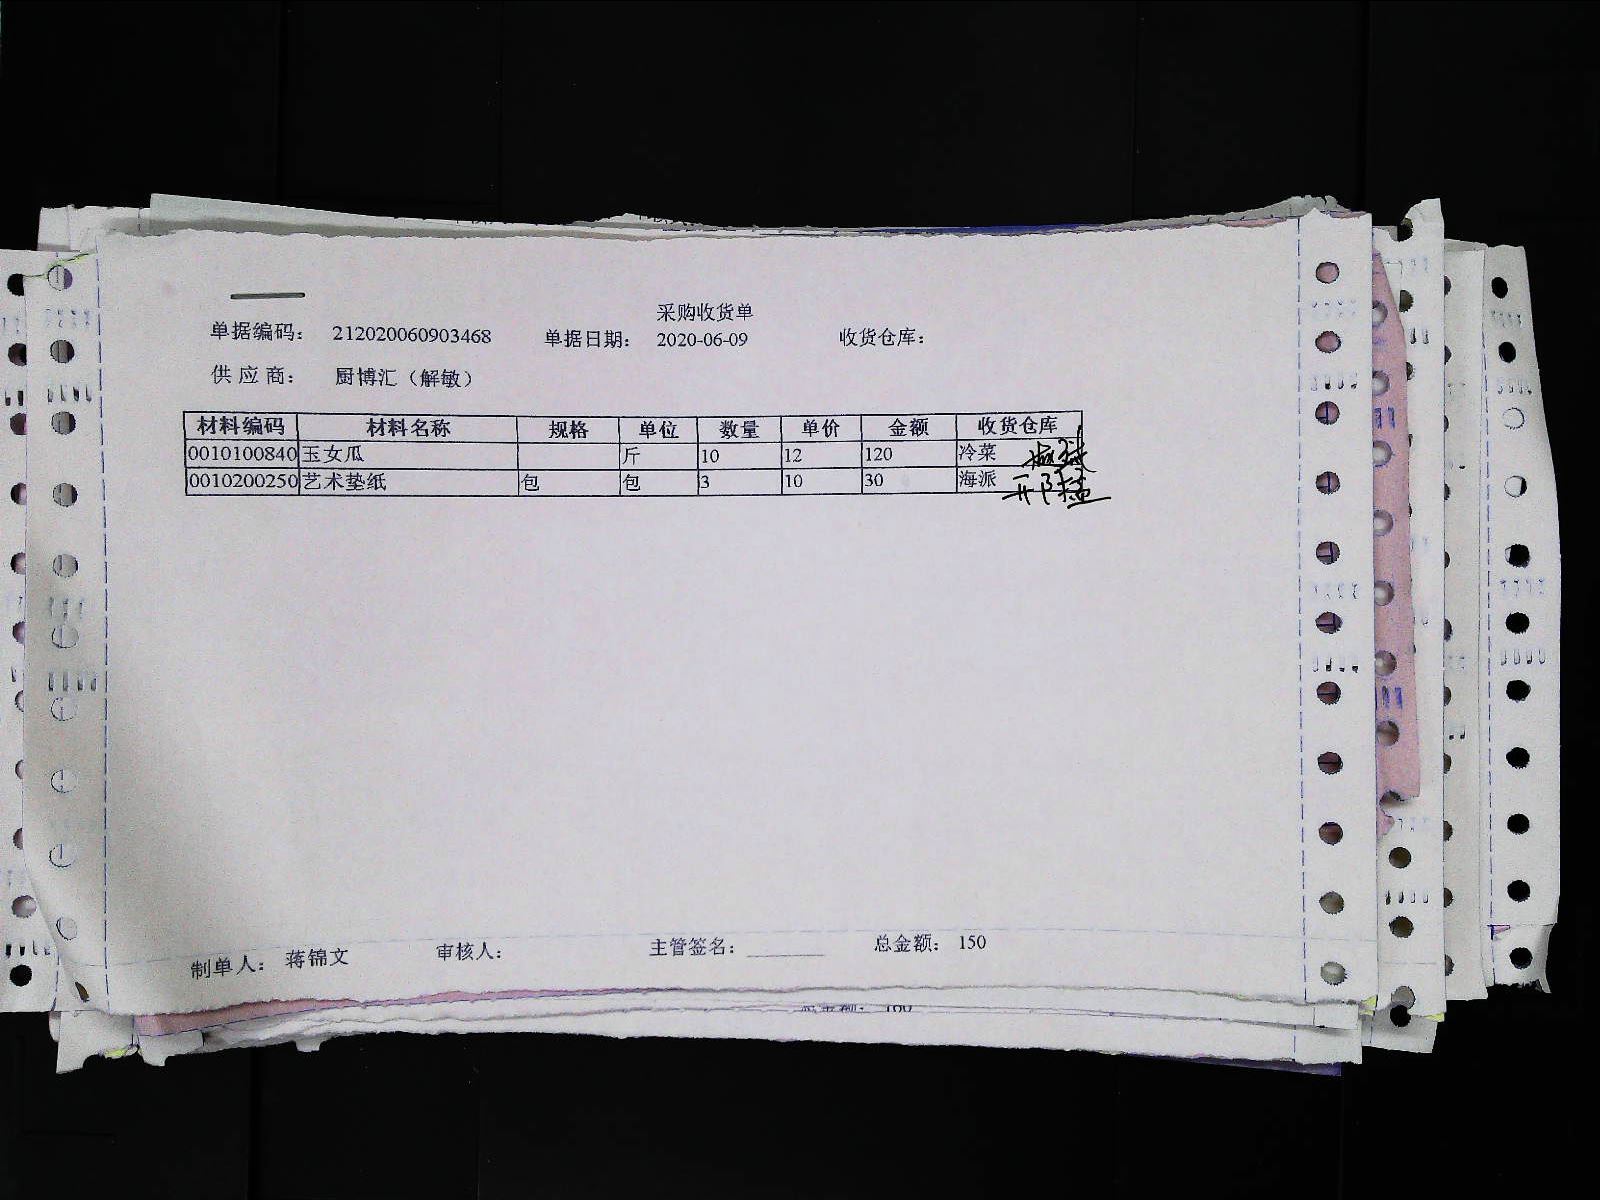 采购收货单
单据编码： 212020060903468 单据日期： 2020-06-09 收货仓库：
供 应 商： 厨博汇（解敏）
材料编码 材料名称 规格 单位 数量 单价 金额 收货仓库
0010100840 玉女瓜 斤 10 12 120 冷菜
0010200250 艺术垫纸 包 包 3 10 30 海派
制单人： 蒋锦文 审核人： 主管签名： 总金额： 150